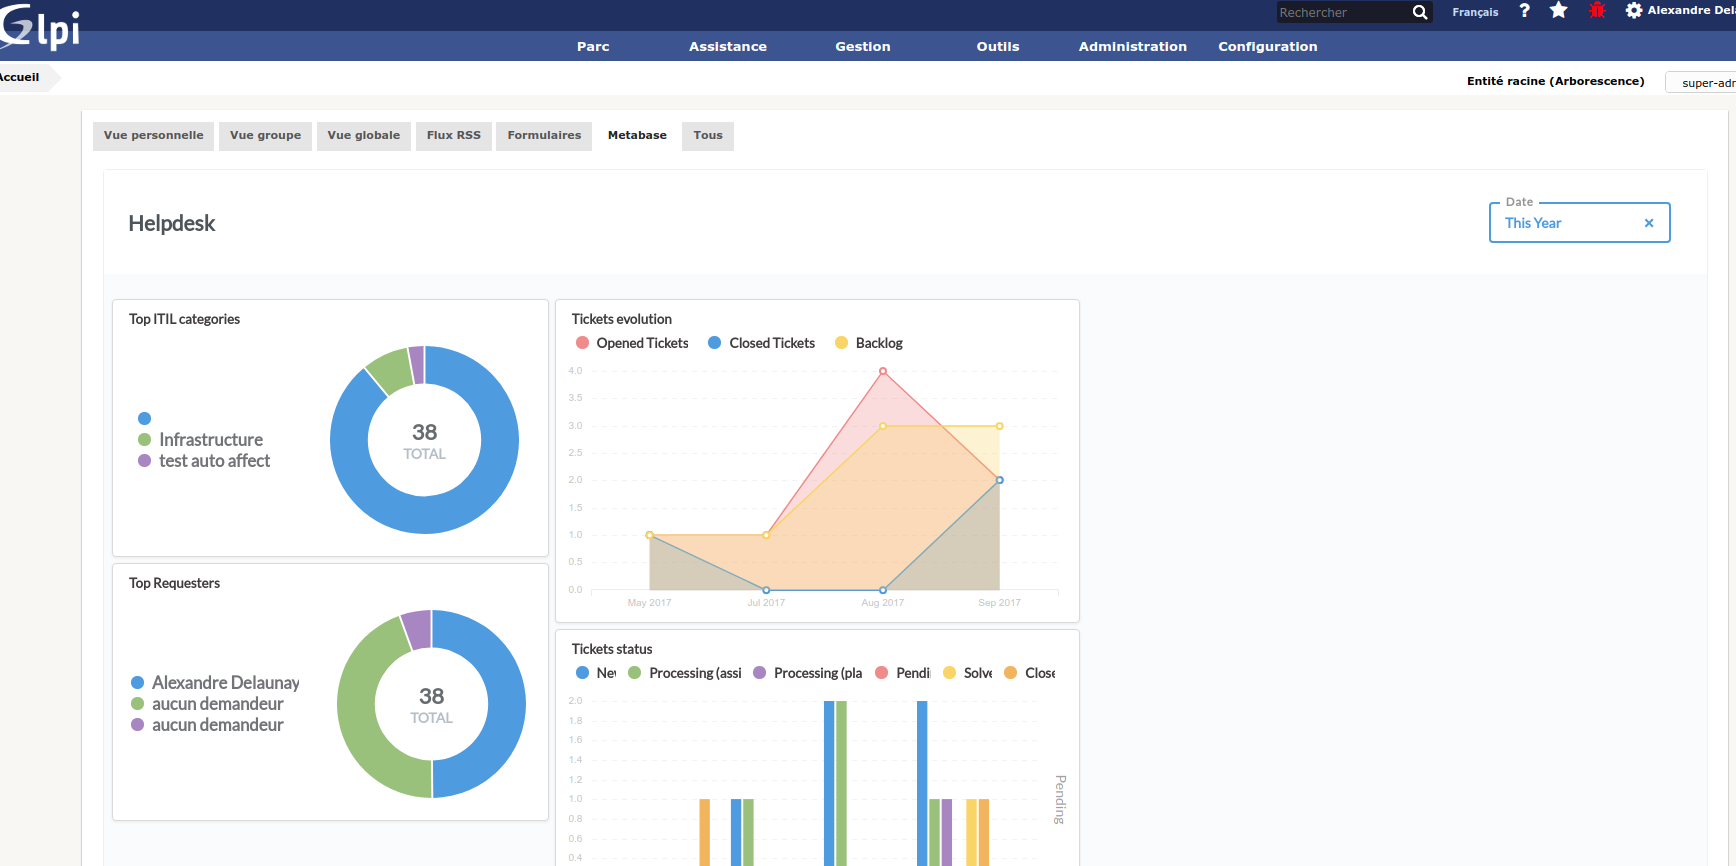 Glpi
Rechercher
Français
?
Alexandre Del
Parc
Assistance
Gestion
Outils
Administration
Configuration
Accueil
Entité racine (Arborescence)
super-adm
Vue personnelle
Vue groupe
Vue globale
Flux RSS
Formulaires
Metabase
Tous
Helpdesk
Date
This Year
Top ITIL categories
Infrastructure
test auto affect
38
TOTAL
Tickets evolution
Opened Tickets
Closed Tickets
Backlog
4.0
3.5
3.0
2.5
2.0
1.5
1.0
0.5
0.0
May 2017
Jul 2017
Aug 2017
Sep 2017
Top Requesters
Alexandre Delaunay
aucun demandeur
aucun demandeur
38
TOTAL
Tickets status
Nev
Processing (assi
Processing (pla
Pendi
Solve
Close
2.0
1.8
1.6
1.4
1.2
1.0
0.8
0.6
0.4
Pending